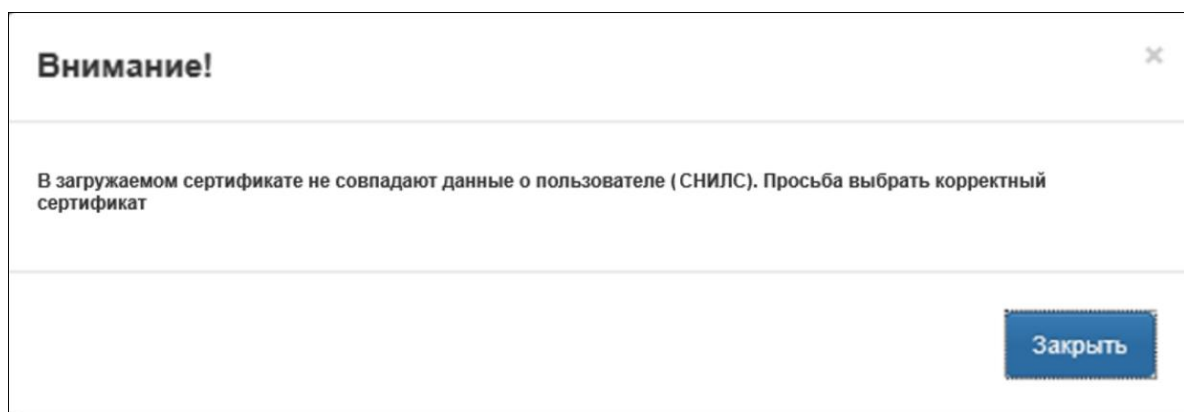 Внимание!
В загружаемом сертификате не совпадают данные о пользователе (СНИЛС). Просьба выбрать корректный
сертификат
Закрыть